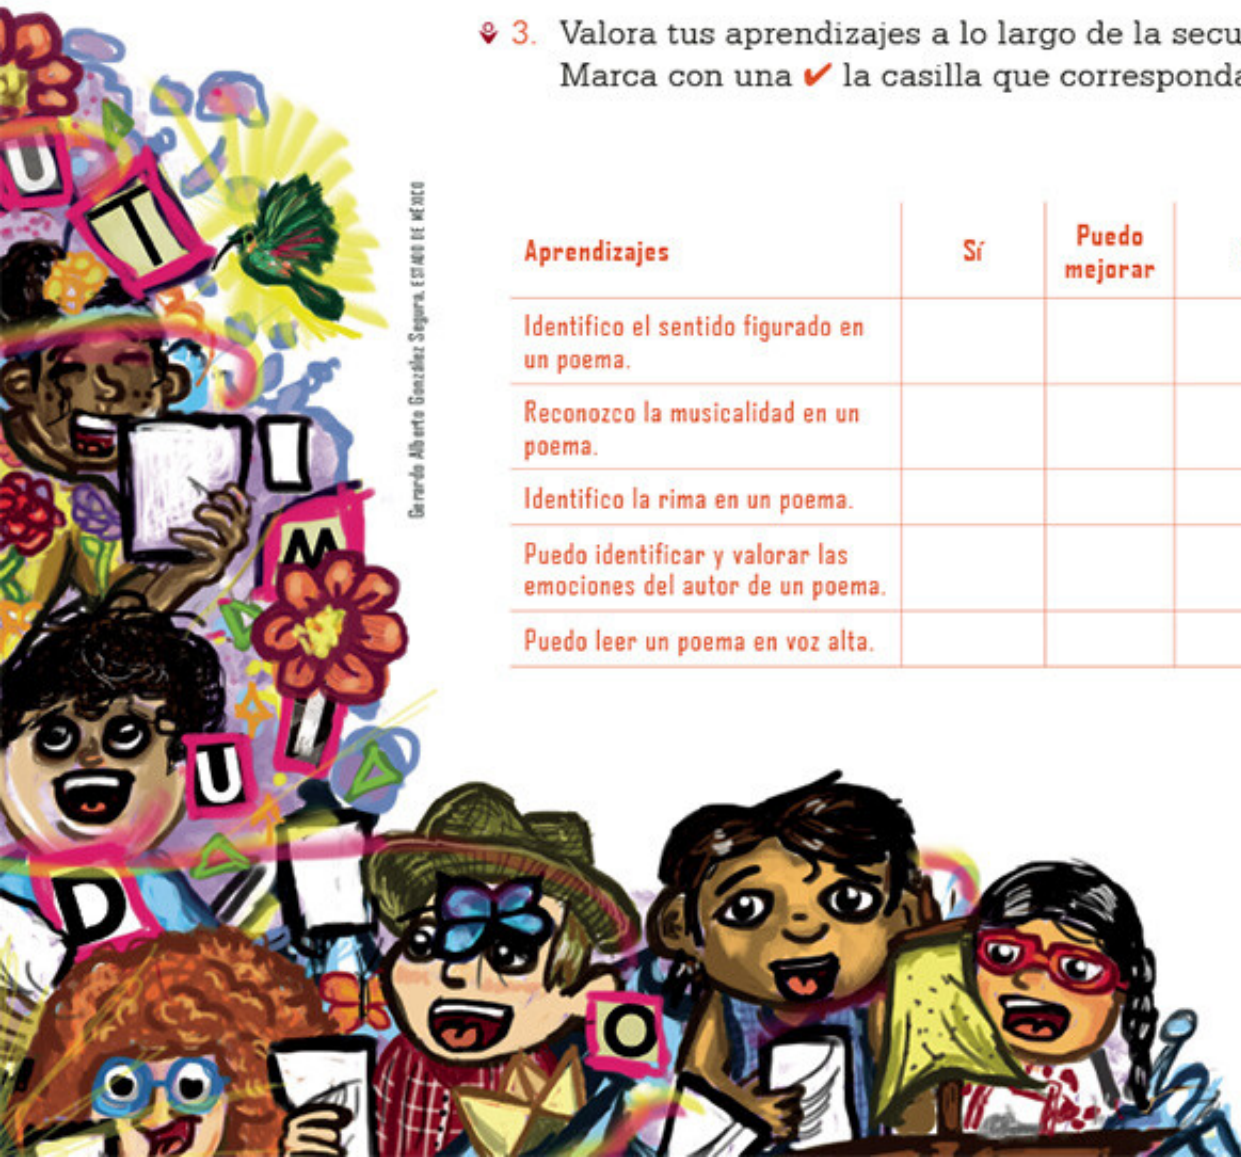 3. Valora tus aprendizajes a lo largo de la secu
Marca con una ✔ la casilla que corresponda
Aprendizajes Sí Puedo mejorar
Identifico el sentido figurado en
un poema.
Reconozco la musicalidad en un
poema.
Identifico la rima en un poema.
Puedo identificar y valorar las
emociones del autor de un poema.
Puedo leer un poema en voz alta.
Gerardo Alberto González Segura, ESTADO DE MÉXICO
U
T
I
M
I
U
D
O